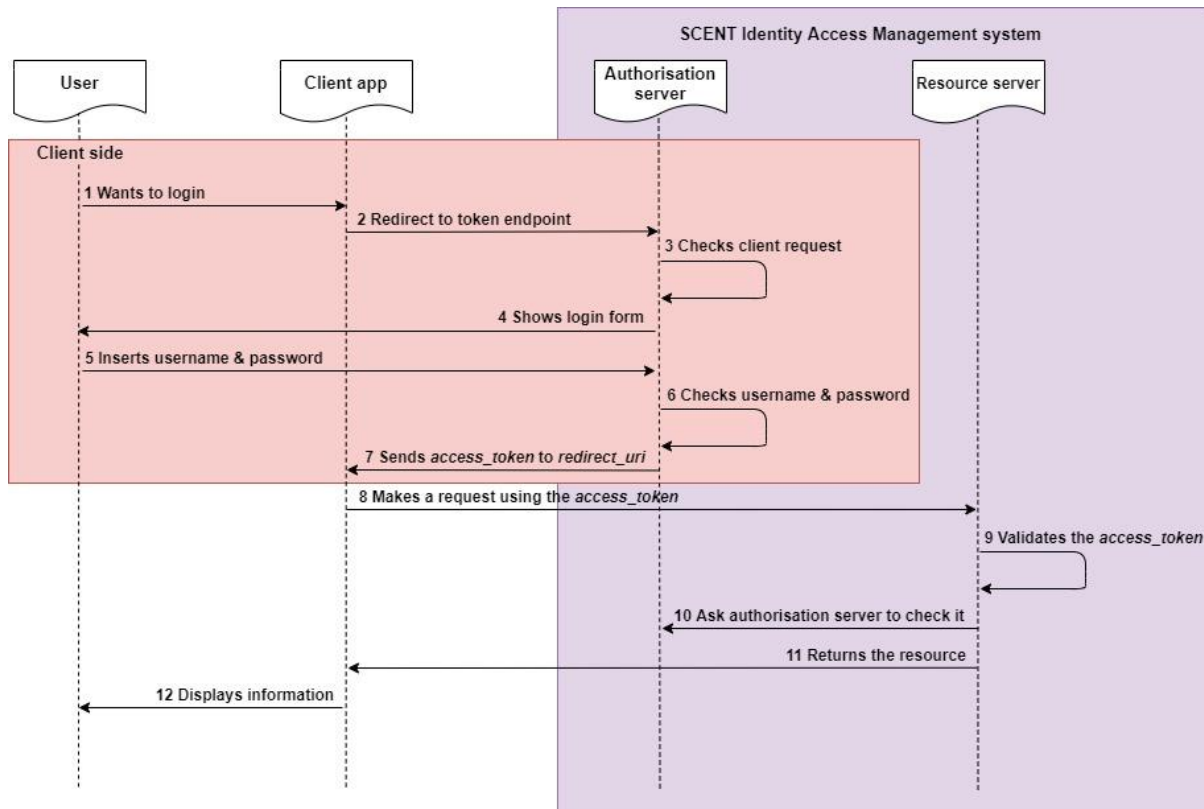 SCENT Identity Access Management system
User
Client app
Authorisation
server
Resource server
Client side
1 Wants to login
2 Redirect to token endpoint
3 Checks client request
4 Shows login form
5 Inserts username & password
6 Checks username & password
7 Sends access_token to redirect_uri
8 Makes a request using the access_token
9 Validates the access_token
10 Ask authorisation server to check it
11 Returns the resource
12 Displays information